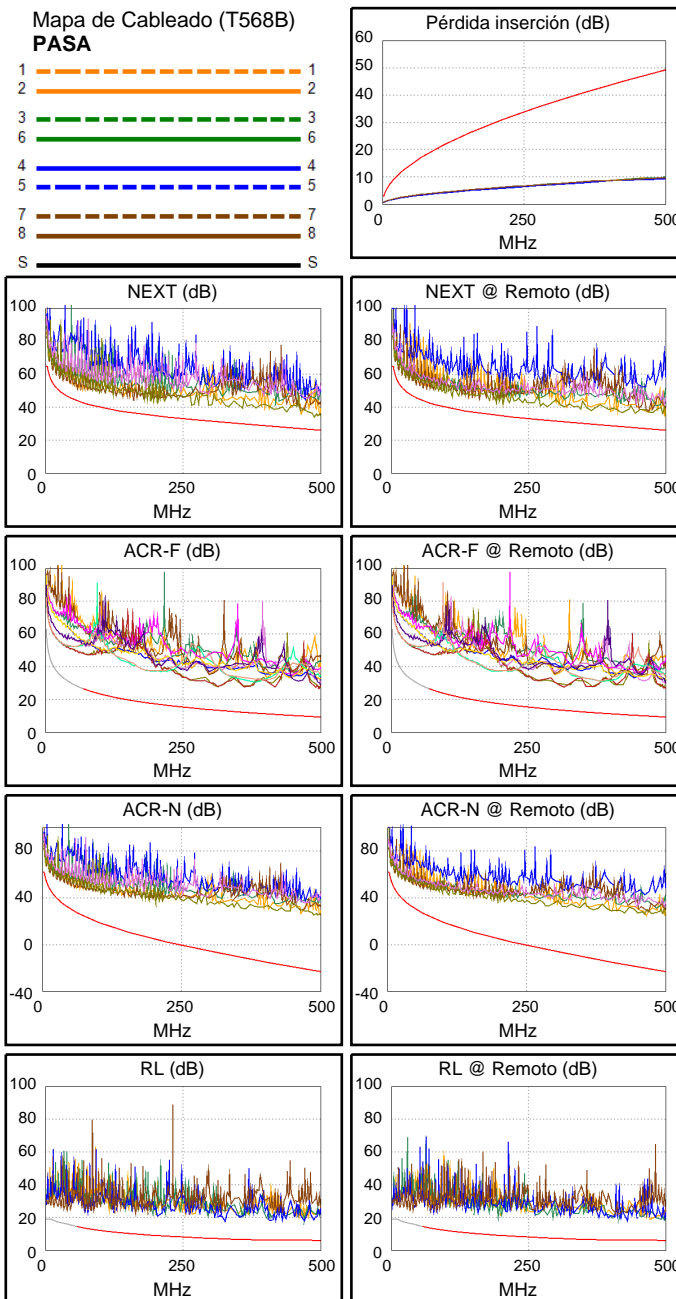 Mapa de Cableado (T568B)
PASA
1 1
2 2
3 3
6 6
4 4
5 5
7 7
8 8
S S
Pérdida inserción (dB)
60
50
40
30
20
10
0
0 250 500
MHz
NEXT (dB)
100
80
60
40
20
0
0 250 500
MHz
NEXT @ Remoto (dB)
100
80
60
40
20
0
0 250 500
MHz
ACR-F (dB)
100
80
60
40
20
0
0 250 500
MHz
ACR-F @ Remoto (dB)
100
80
60
40
20
0
0 250 500
MHz
ACR-N (dB)
80
40
0
-40
0 250 500
MHz
ACR-N @ Remoto (dB)
80
40
0
-40
0 250 500
MHz
RL (dB)
100
80
60
40
20
0
0 250 500
MHz
RL @ Remoto (dB)
100
80
60
40
20
0
0 250 500
MHz